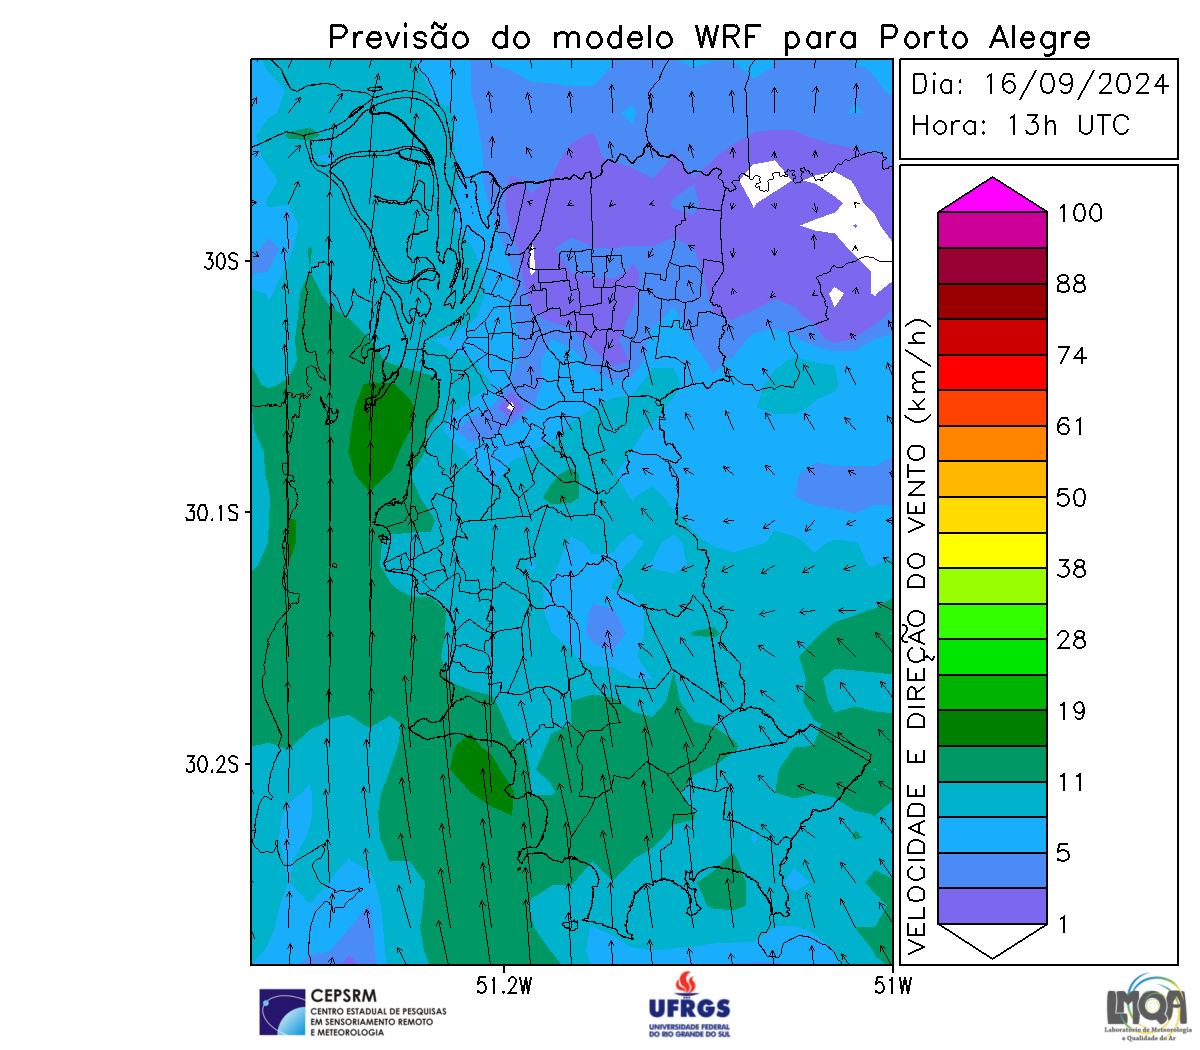 Previsão do modelo WRF para Porto Alegre
Dia: 16/09/2024
Hora: 13h UTC
VELOCIDADE E DIREÇÃO DO VENTO (km/h)
100
88
74
61
50
38
28
19
11
5
1
30S
30.1S
30.2S
51.2W
51W
CEPSRM
CENTRO ESTADUAL DE PESQUISAS
EM SENSORIAMENTO REMOTO
E METEOROLOGIA
UFRGS
UNIVERSIDADE FEDERAL
DO RIO GRANDE DO SUL
LMQA
Laboratório de Meteorologia
e Qualidade do Ar